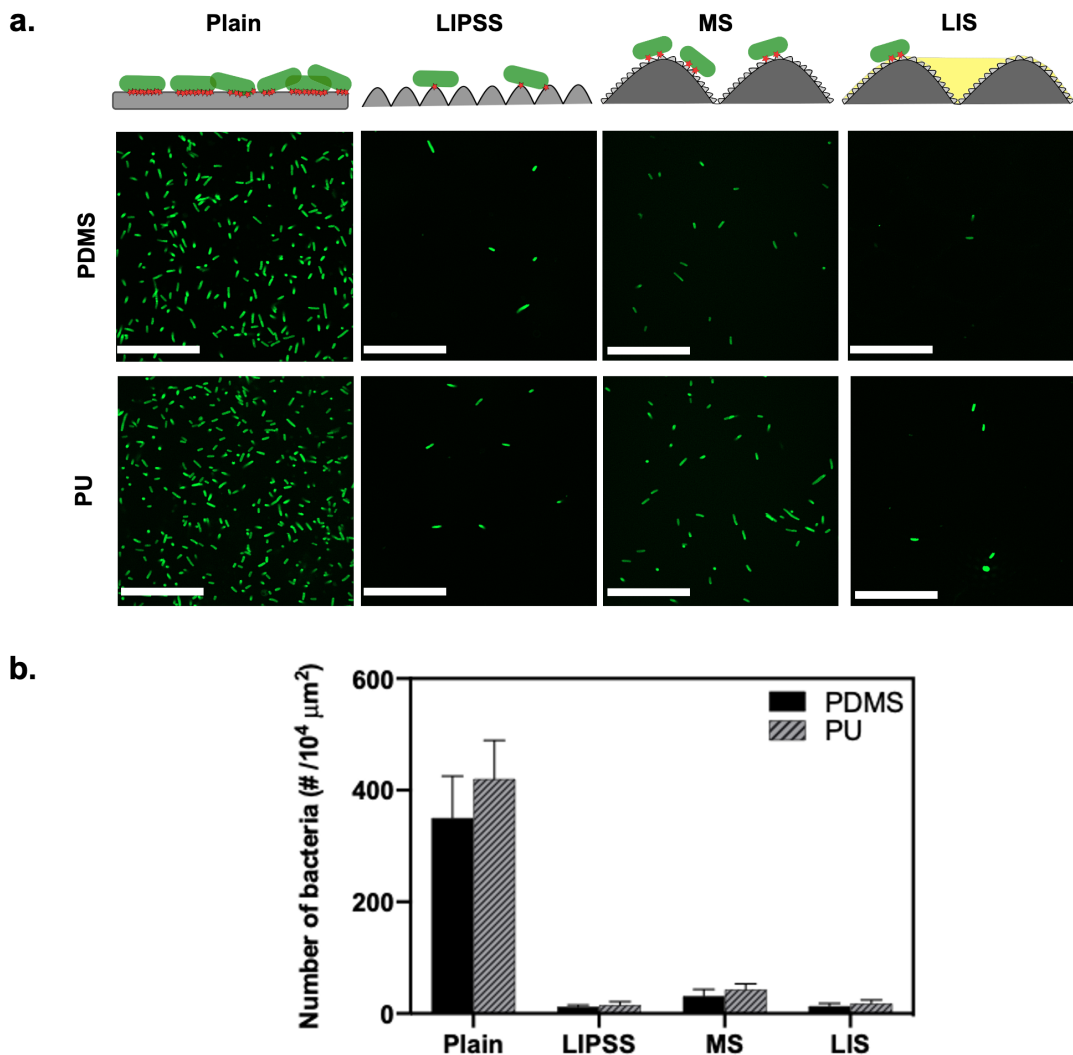 a.
Plain LIPSS MS LIS
PDMS
PU
b.
Number of bacteria (# /10⁴ μm²)
600
400
200
0
PDMS
PU
Plain LIPSS MS LIS